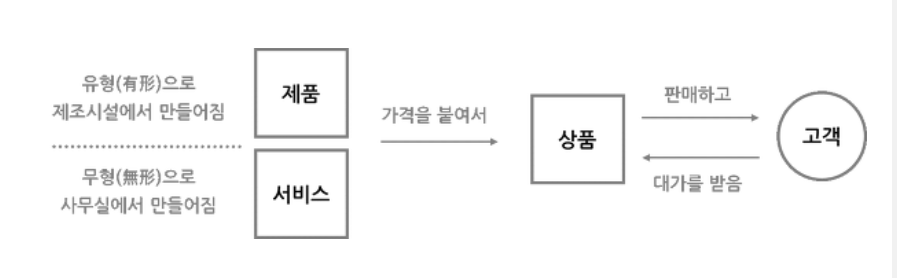 유형(有形)으로
제조시설에서 만들어짐
제품
무형(無形)으로
사무실에서 만들어짐
서비스
가격을 붙여서
상품
판매하고
대가를 받음
고객